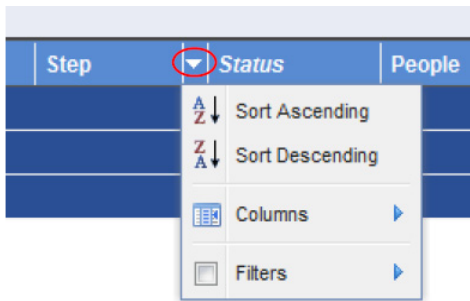 Step Status People
Sort Ascending
Sort Descending
Columns
Filters